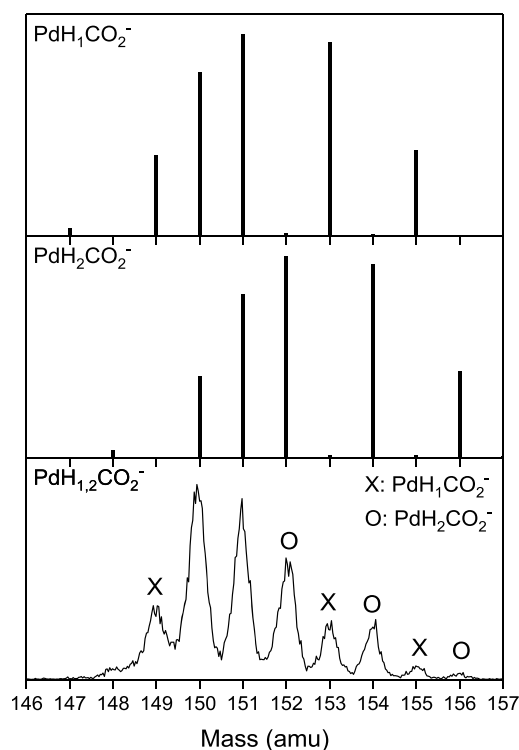 PdH₁CO₂⁻
PdH₂CO₂⁻
PdH₁,₂CO₂⁻
X: PdH₁CO₂⁻
O: PdH₂CO₂⁻
X
O
X
O
X
O
146 147 148 149 150 151 152 153 154 155 156 157
Mass (amu)